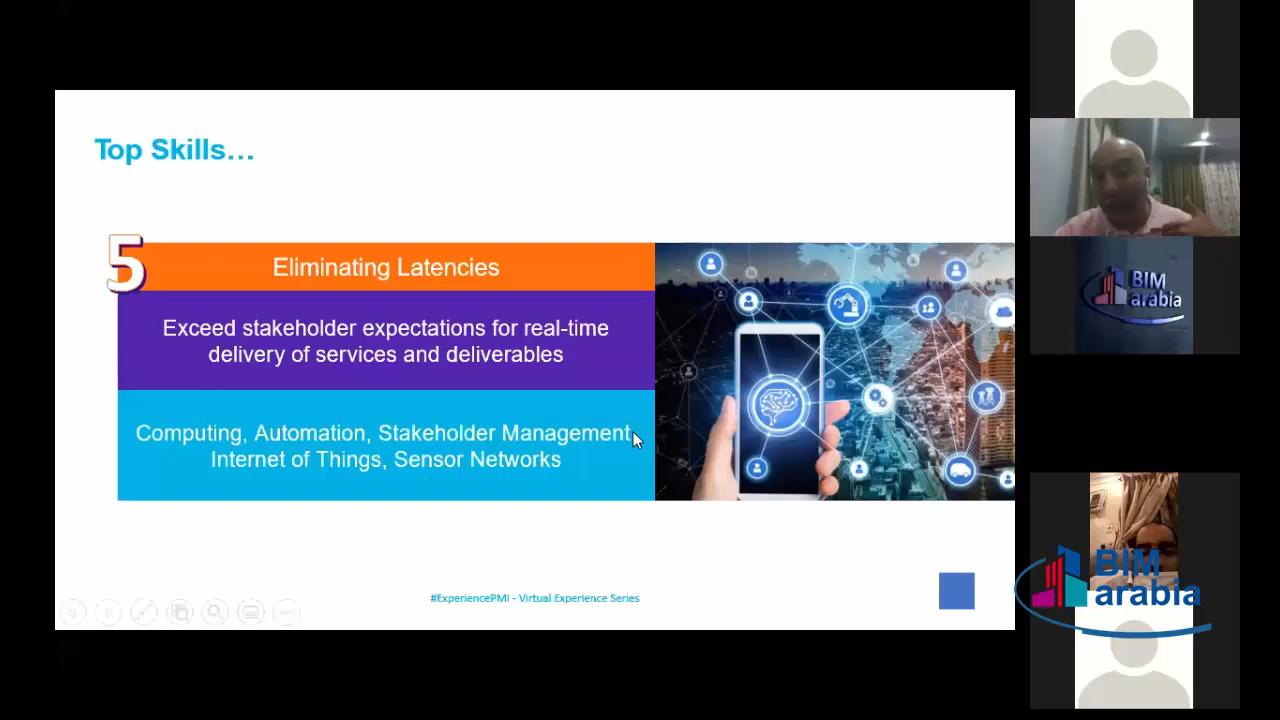 Top Skills…
5
Eliminating Latencies
Exceed stakeholder expectations for real-time
delivery of services and deliverables
Computing, Automation, Stakeholder Management,
Internet of Things, Sensor Networks
#ExperiencePMI - Virtual Experience Series
BIM
arabia
BIM
arabia